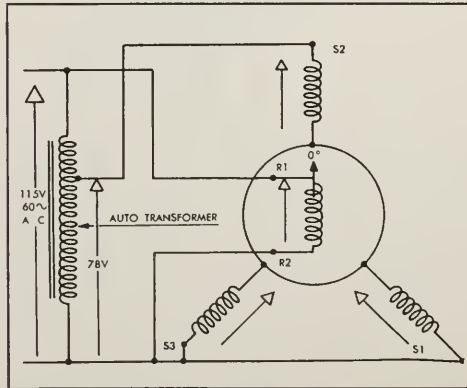 S2
0°
R1
115V
60~
A C
AUTO TRANSFORMER
78V
R2
S3
S1